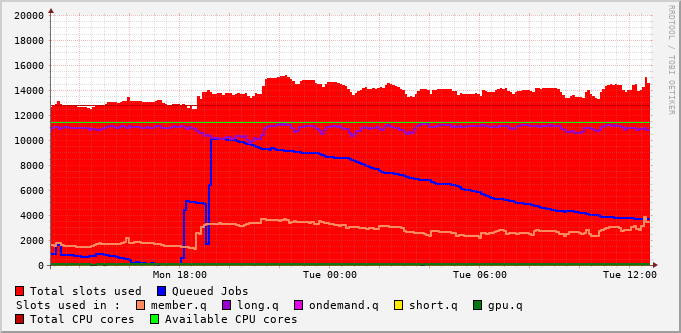 20000
18000
16000
14000
12000
10000
8000
6000
4000
2000
0
Mon 18:00 Tue 00:00 Tue 06:00 Tue 12:00
RRDTOOL / TOBI OETIKER
Total slots used Queued Jobs
Slots used in : member.q long.q ondemand.q short.q gpu.q
Total CPU cores Available CPU cores